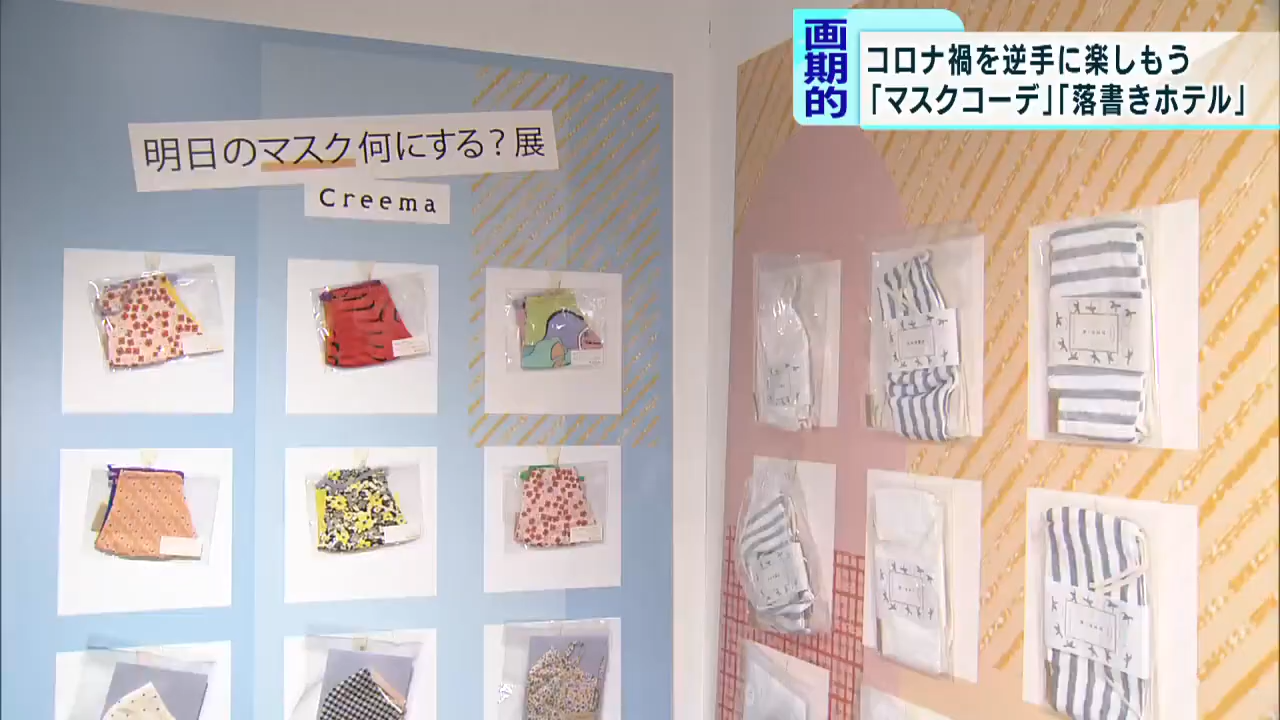 画期的
コロナ禍を逆手に楽しもう
「マスクコーデ」「落書きホテル」
明日のマスク何にする？展
Creema